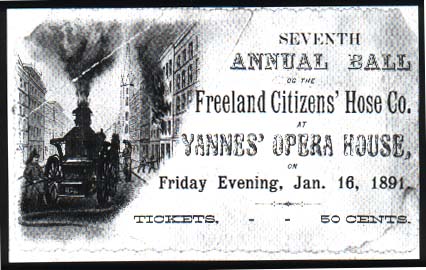 SEVENTH
ANNUAL BALL
OG THE
Freeland Citizens' Hose Co.
AT
YANNES' OPERA HOUSE,
ON
Friday Evening, Jan. 16, 1891.
TICKETS, - - 50 CENTS.